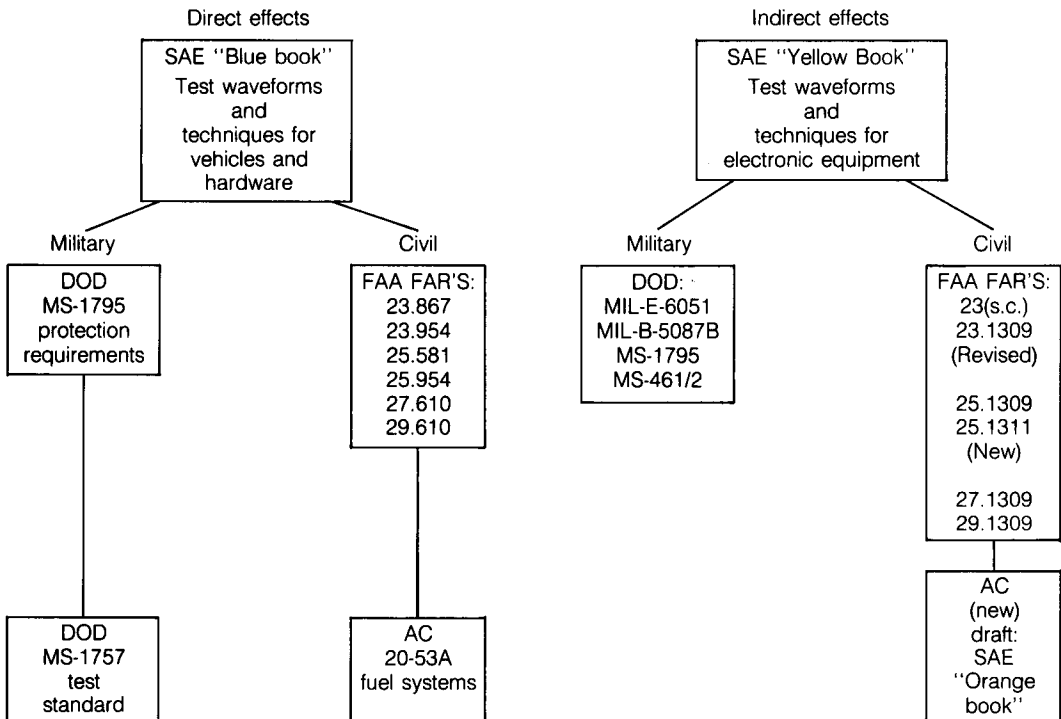 Direct effects
SAE "Blue book"
Test waveforms
and
techniques for
vehicles and
hardware
Military
DOD
MS-1795
protection
requirements
DOD
MS-1757
test
standard
Civil
FAA FAR'S:
23.867
23.954
25.581
25.954
27.610
29.610
AC
20-53A
fuel systems
Indirect effects
SAE "Yellow Book"
Test waveforms
and
techniques for
electronic equipment
Military
DOD:
MIL-E-6051
MIL-B-5087B
MS-1795
MS-461/2
Civil
FAA FAR'S:
23(s.c.)
23.1309
(Revised)
25.1309
25.1311
(New)
27.1309
29.1309
AC
(new)
draft:
SAE
"Orange
book"